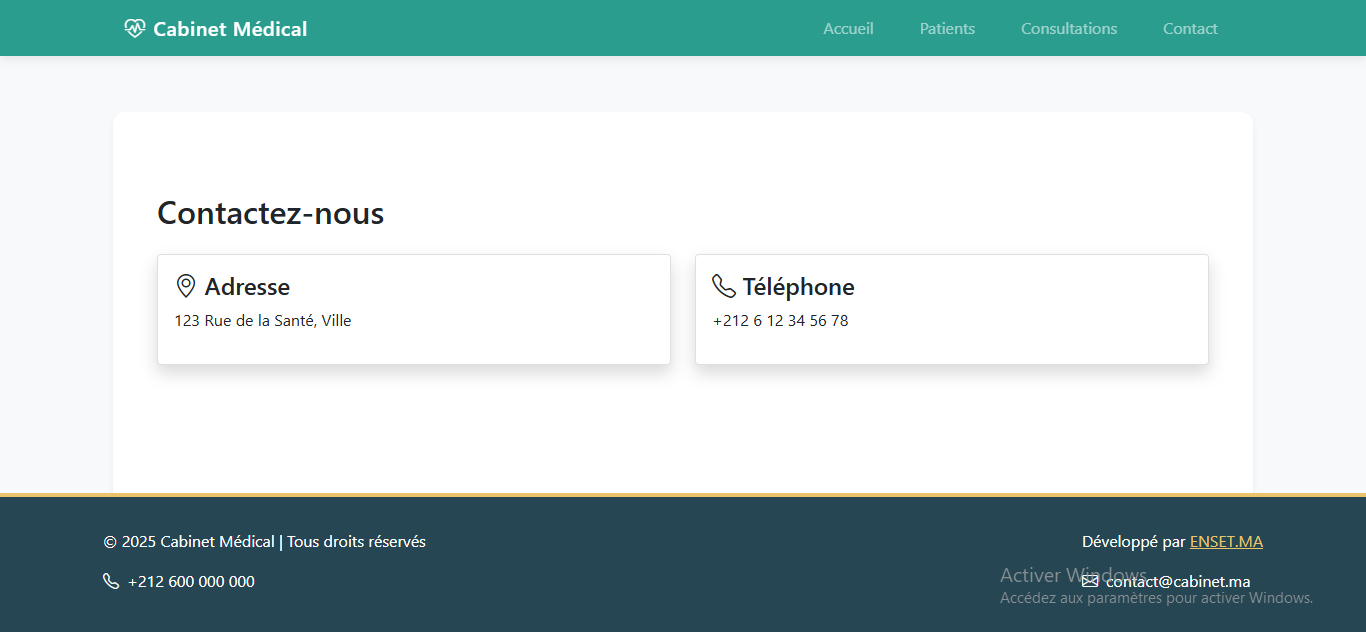 Cabinet Médical
Accueil Patients Consultations Contact
Contactez-nous
Adresse
123 Rue de la Santé, Ville
Téléphone
+212 6 12 34 56 78
© 2025 Cabinet Médical | Tous droits réservés
+212 600 000 000
Développé par ENSET.MA
contact@cabinet.ma
Activer Windows
Accédez aux paramètres pour activer Windows.